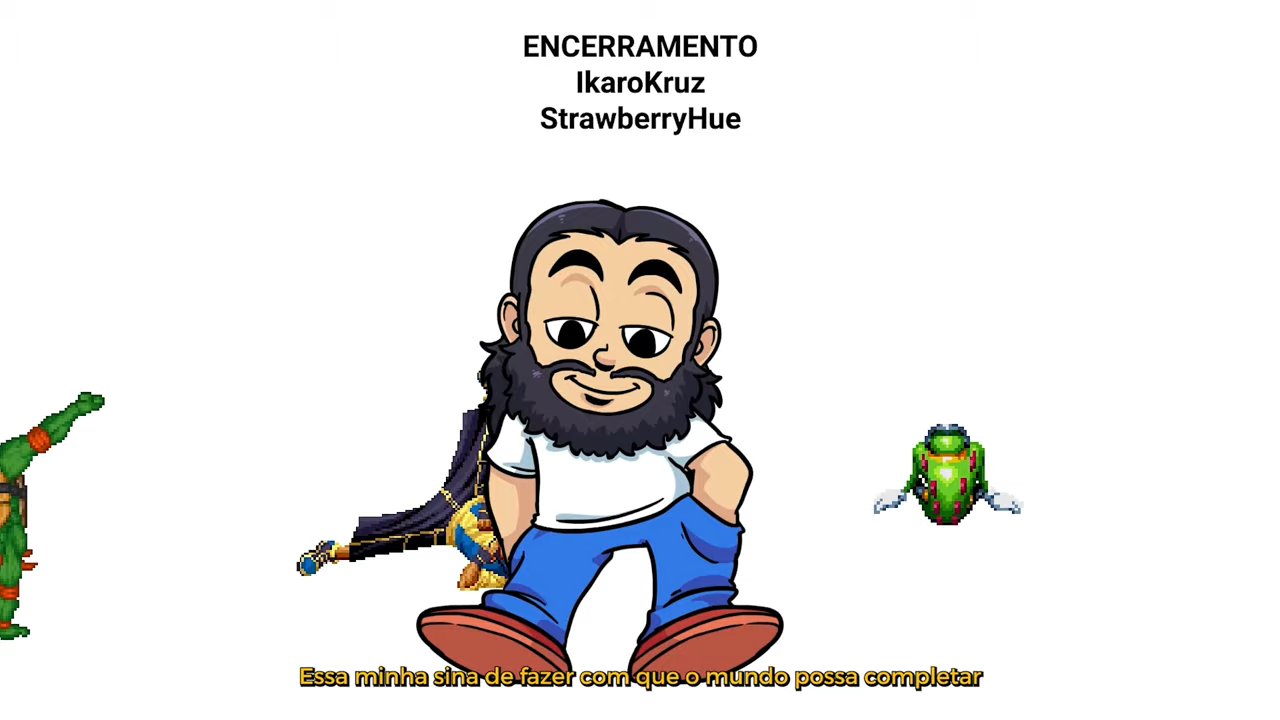 ENCERRAMENTO
IkaroKruz
StrawberryHue
Essa minha sina de fazer com que o mundo possa completar